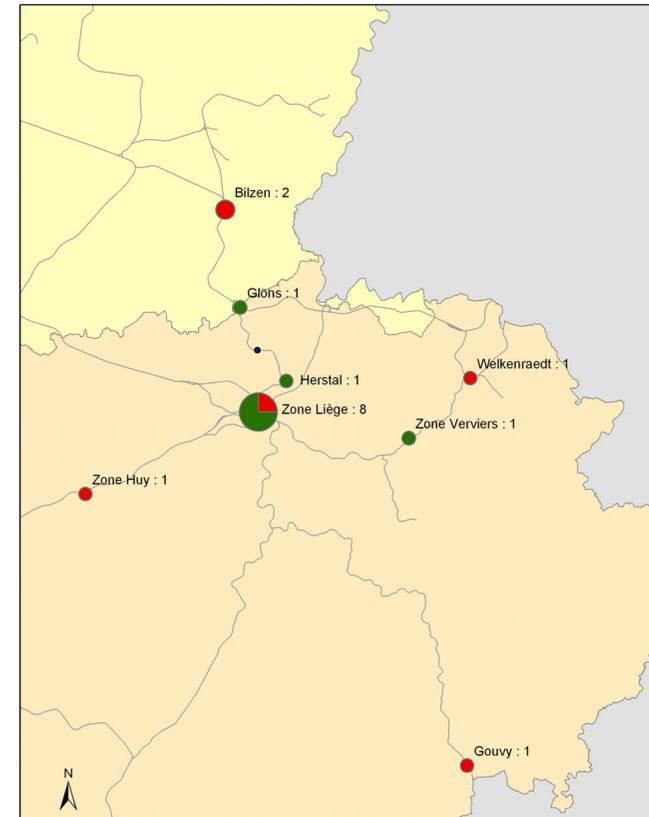 Bilzen : 2
Glons : 1
Welkenraedt : 1
Herstal : 1
Zone Liège : 8
Zone Verviers : 1
Zone Huy : 1
Gouvy : 1
N